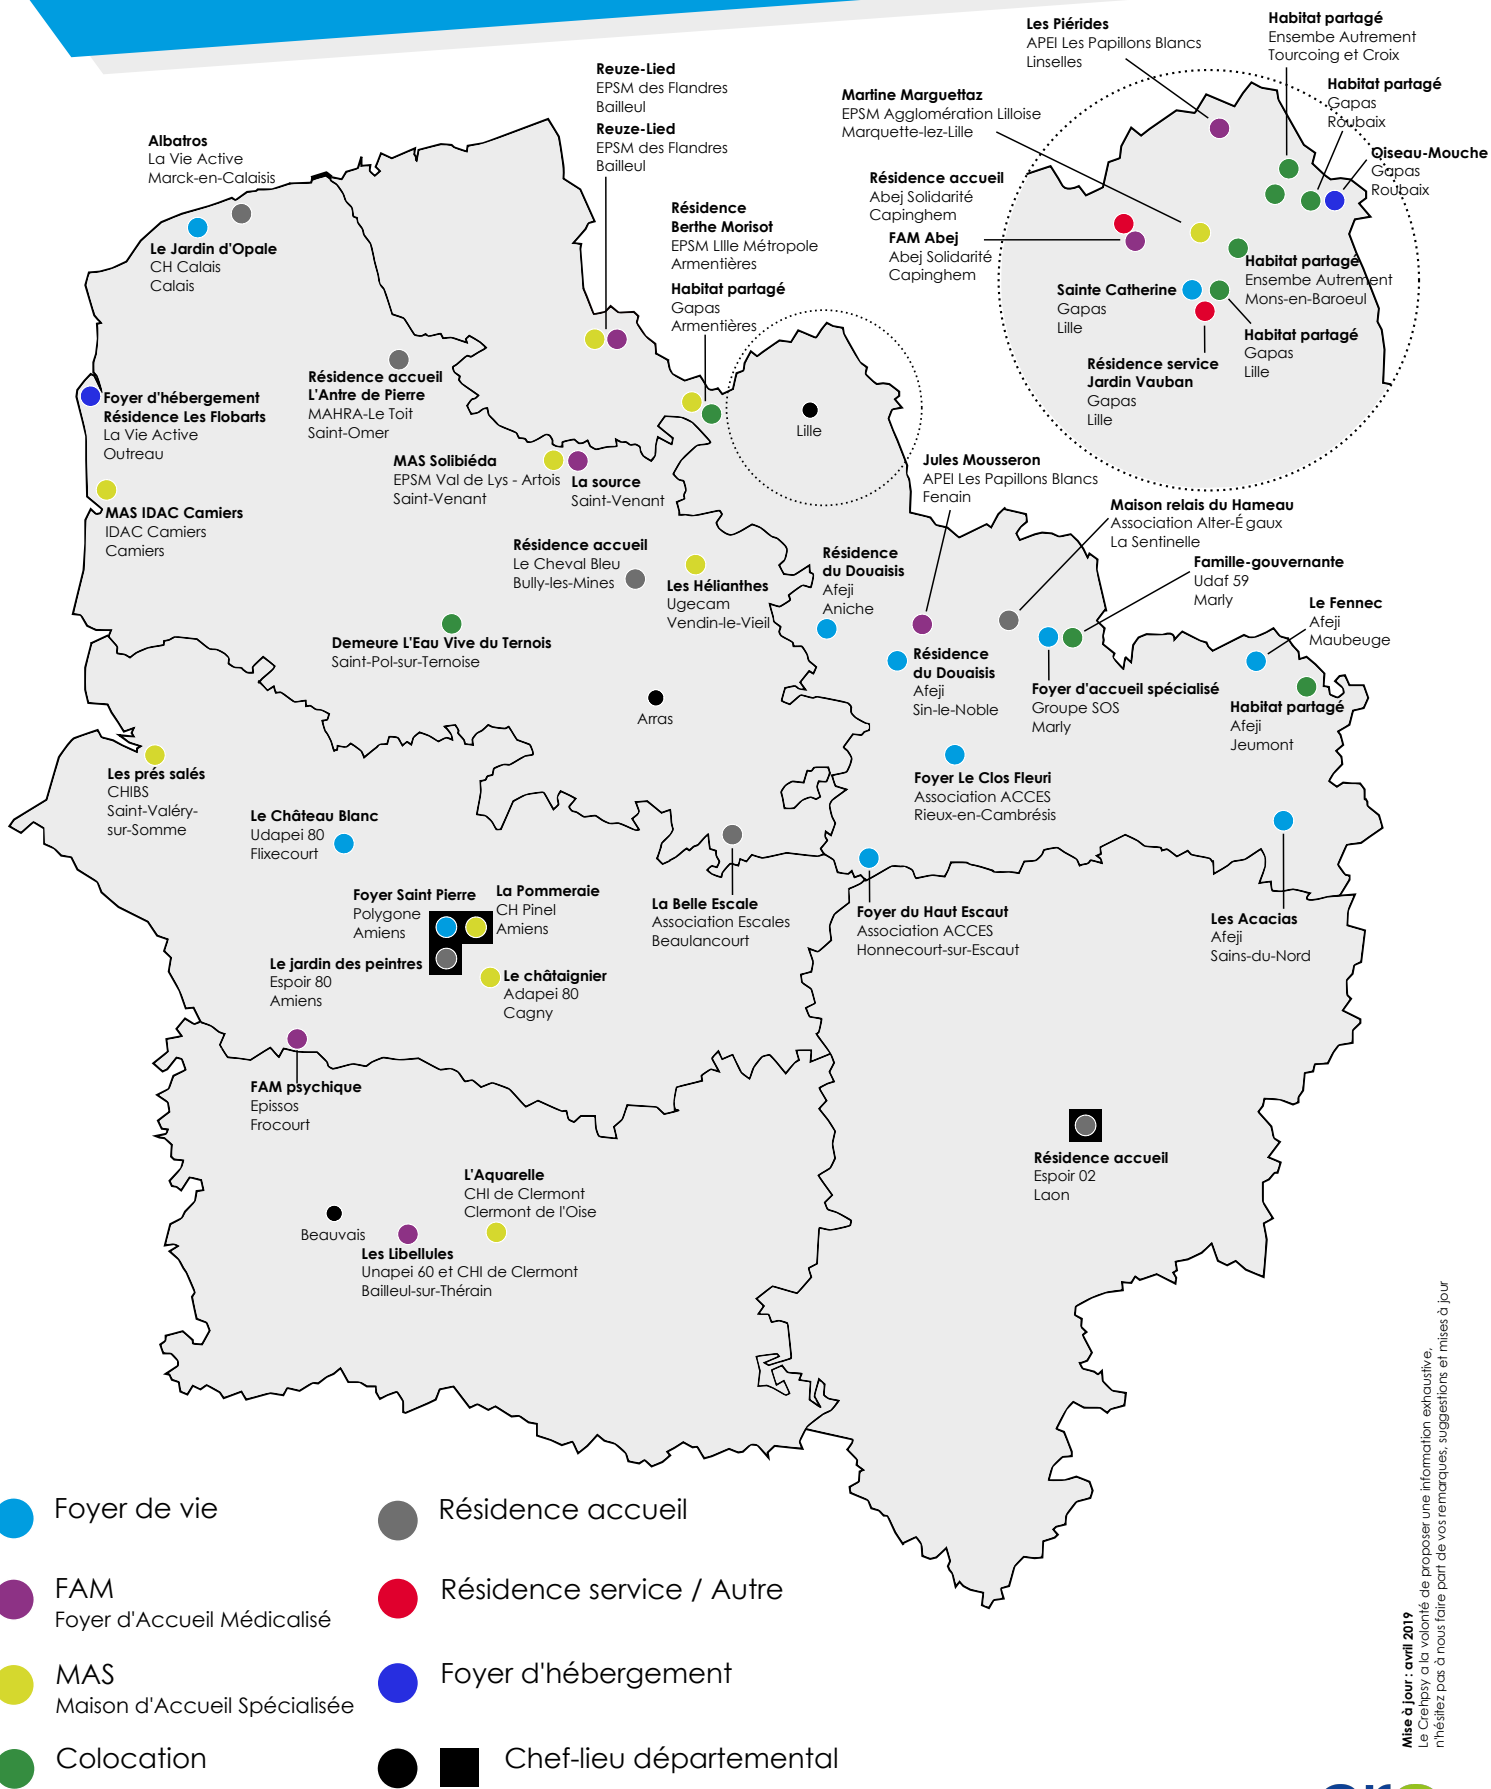 Les Piérides
APEI Les Papillons Blancs
Linselles
Habitat partagé
Ensembe Autrement
Tourcoing et Croix
Reuze-Lied
EPSM des Flandres
Bailleul
Habitat partagé
Gapas
Roubaix
Martine Marguettaz
EPSM Agglomération Lilloise
Marquette-lez-Lille
Reuze-Lied
EPSM des Flandres
Bailleul
Albatros
La Vie Active
Marck-en-Calaisis
Oiseau-Mouche
Gapas
Roubaix
Résidence accueil
Abej Solidarité
Capinghem
Résidence
Berthe Morisot
EPSM LIlle Métropole
Armentières
FAM Abej
Abej Solidarité
Capinghem
Le Jardin d'Opale
CH Calais
Calais
Habitat partagé
Ensembe Autrement
Mons-en-Baroeul
Habitat partagé
Gapas
Armentières
Sainte Catherine
Gapas
Lille
Habitat partagé
Gapas
Lille
Résidence service
Jardin Vauban
Gapas
Lille
Résidence accueil
L'Antre de Pierre
MAHRA-Le Toit
Saint-Omer
Foyer d'hébergement
Résidence Les Flobarts
La Vie Active
Outreau
Lille
MAS Solibiéda
EPSM Val de Lys - Artois
Saint-Venant
La source
Saint-Venant
Jules Mousseron
APEI Les Papillons Blancs
Fenain
Maison relais du Hameau
Association Alter-Égaux
La Sentinelle
MAS IDAC Camiers
IDAC Camiers
Camiers
Résidence accueil
Le Cheval Bleu
Bully-les-Mines
Les Hélianthes
Ugecam
Vendin-le-Vieil
Résidence
du Douaisis
Afeji
Aniche
Famille-gouvernante
Udaf 59
Marly
Le Fennec
Afeji
Maubeuge
Demeure L'Eau Vive du Ternois
Saint-Pol-sur-Ternoise
Résidence
du Douaisis
Afeji
Sin-le-Noble
Foyer d'accueil spécialisé
Groupe SOS
Marly
Habitat partagé
Afeji
Jeumont
Arras
Les prés salés
CHIBS
Saint-Valéry-
sur-Somme
Foyer Le Clos Fleuri
Association ACCES
Rieux-en-Cambrésis
Le Château Blanc
Udapei 80
Flixecourt
Foyer Saint Pierre
Polygone
Amiens
La Pommeraie
CH Pinel
Amiens
La Belle Escale
Association Escales
Beaulancourt
Foyer du Haut Escaut
Association ACCES
Honnecourt-sur-Escaut
Les Acacias
Afeji
Sains-du-Nord
Le jardin des peintres
Espoir 80
Amiens
Le châtaignier
Adapei 80
Cagny
FAM psychique
Epissos
Frocourt
Résidence accueil
Espoir 02
Laon
L'Aquarelle
CHI de Clermont
Clermont de l'Oise
Beauvais
Les Libellules
Unapei 60 et CHI de Clermont
Bailleul-sur-Thérain
Foyer de vie
Résidence accueil
FAM
Foyer d'Accueil Médicalisé
Résidence service / Autre
MAS
Maison d'Accueil Spécialisée
Foyer d'hébergement
Colocation
Chef-lieu départemental
Mise à jour : avril 2019
Le Crehpsy a la volonté de proposer une information exhaustive,
n'hésitez pas à nous faire part de vos remarques, suggestions et mises à jour